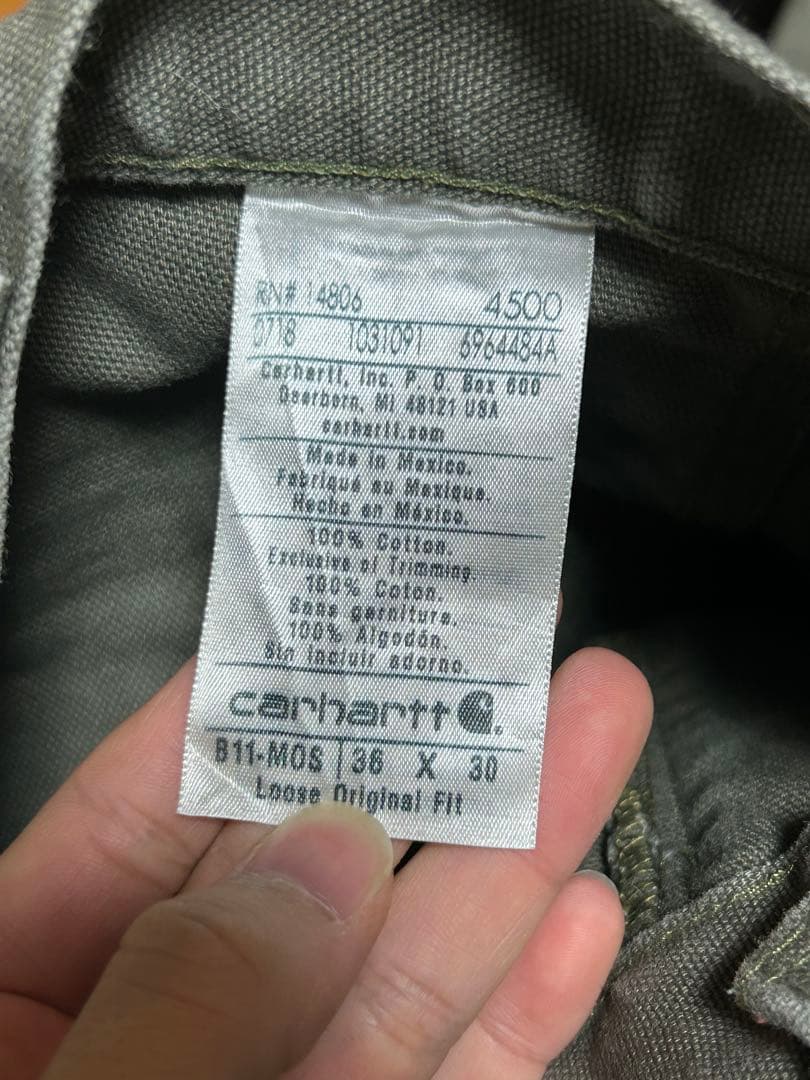 RN# 14806 4500
0718 1031091 6964484A
Carhartt, Inc. P. O. Box 600
Dearborn, MI 48121 USA
carhartt.com
Made in Mexico.
Fabriqué au Mexique.
Hecho en México.
100% Cotton.
Exclusive of Trimming
100% Coton.
Sans garniture.
100% Algodón.
Sin incluir adorno.
carhartt
B11-MOS | 36 X 30
Loose Original Fit